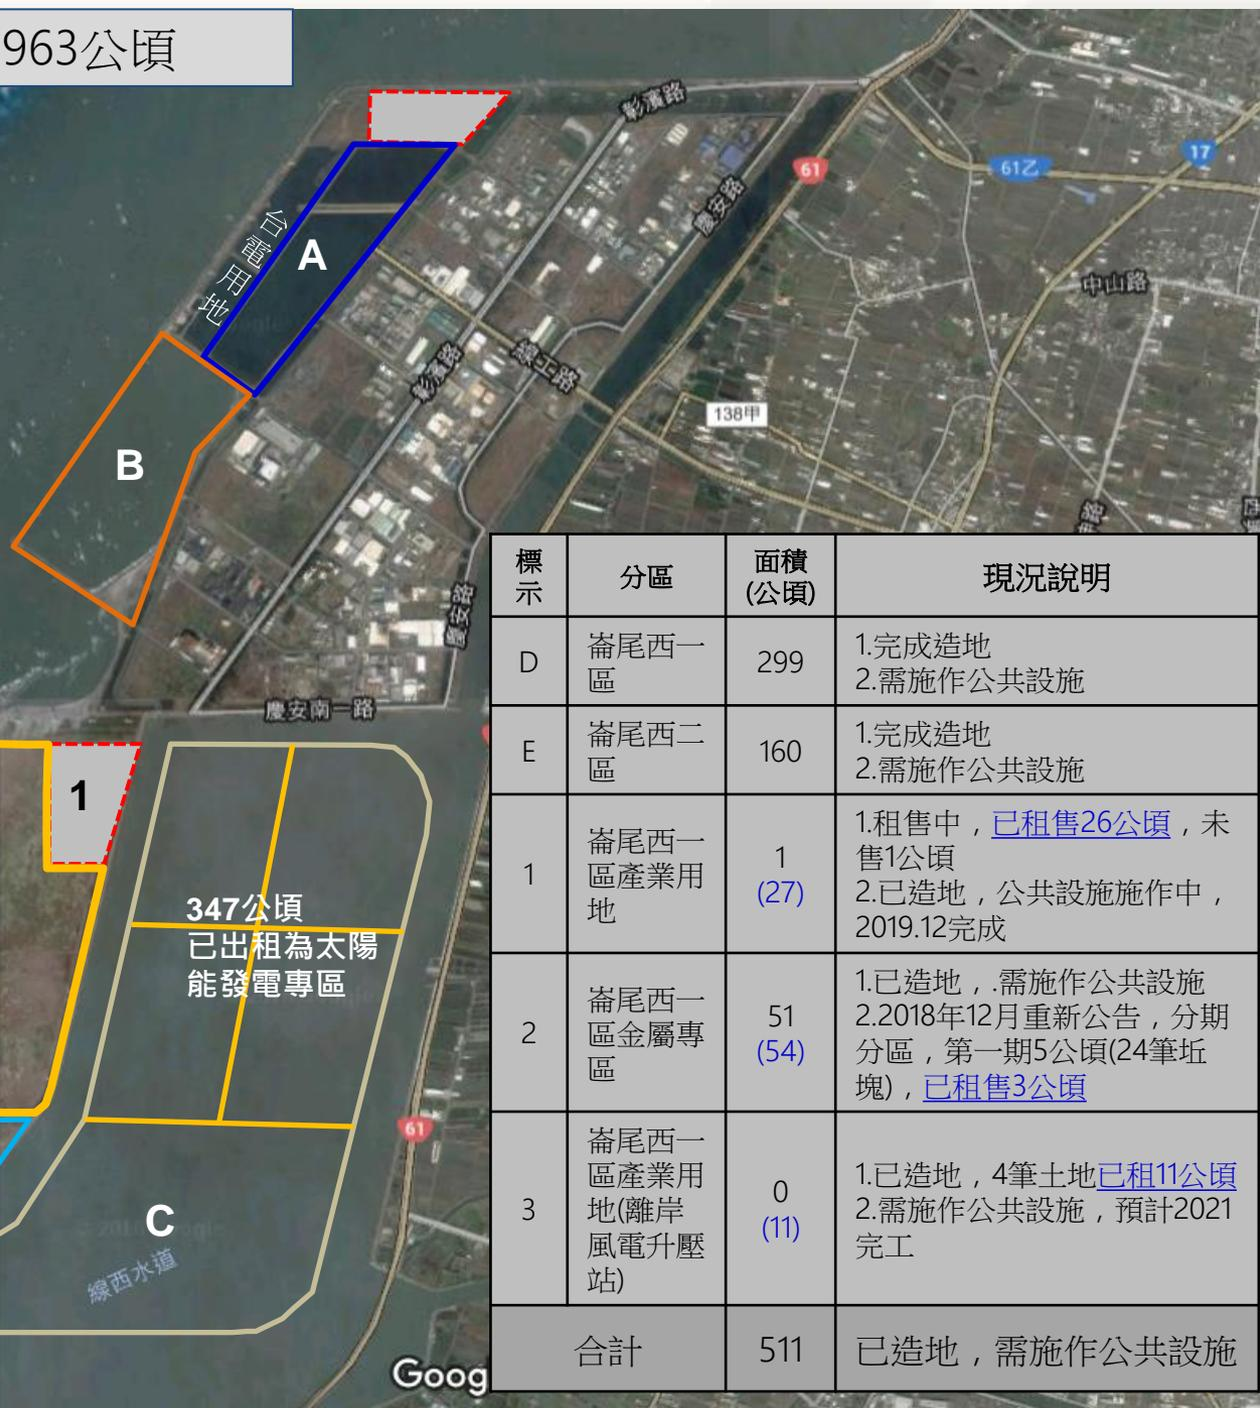 963公頃
彰濱路
61
61乙
17
慶安路
台電用地
A
中山路
彰濱路
線工路
138甲
B
慶安路
慶安南一路
1
347公頃
已出租為太陽
能發電專區
61
C
線西水道
Goog
標
示
分區
面積
(公頃)
現況說明
D
崙尾西一
區
299
1.完成造地
2.需施作公共設施
E
崙尾西二
區
160
1.完成造地
2.需施作公共設施
1
崙尾西一
區產業用
地
1
(27)
1.租售中，已租售26公頃，未
售1公頃
2.已造地，公共設施施作中，
2019.12完成
2
崙尾西一
區金屬專
區
51
(54)
1.已造地，.需施作公共設施
2.2018年12月重新公告，分期
分區，第一期5公頃(24筆坵
塊)，已租售3公頃
3
崙尾西一
區產業用
地(離岸
風電升壓
站)
0
(11)
1.已造地，4筆土地已租11公頃
2.需施作公共設施，預計2021
完工
合計
511
已造地，需施作公共設施